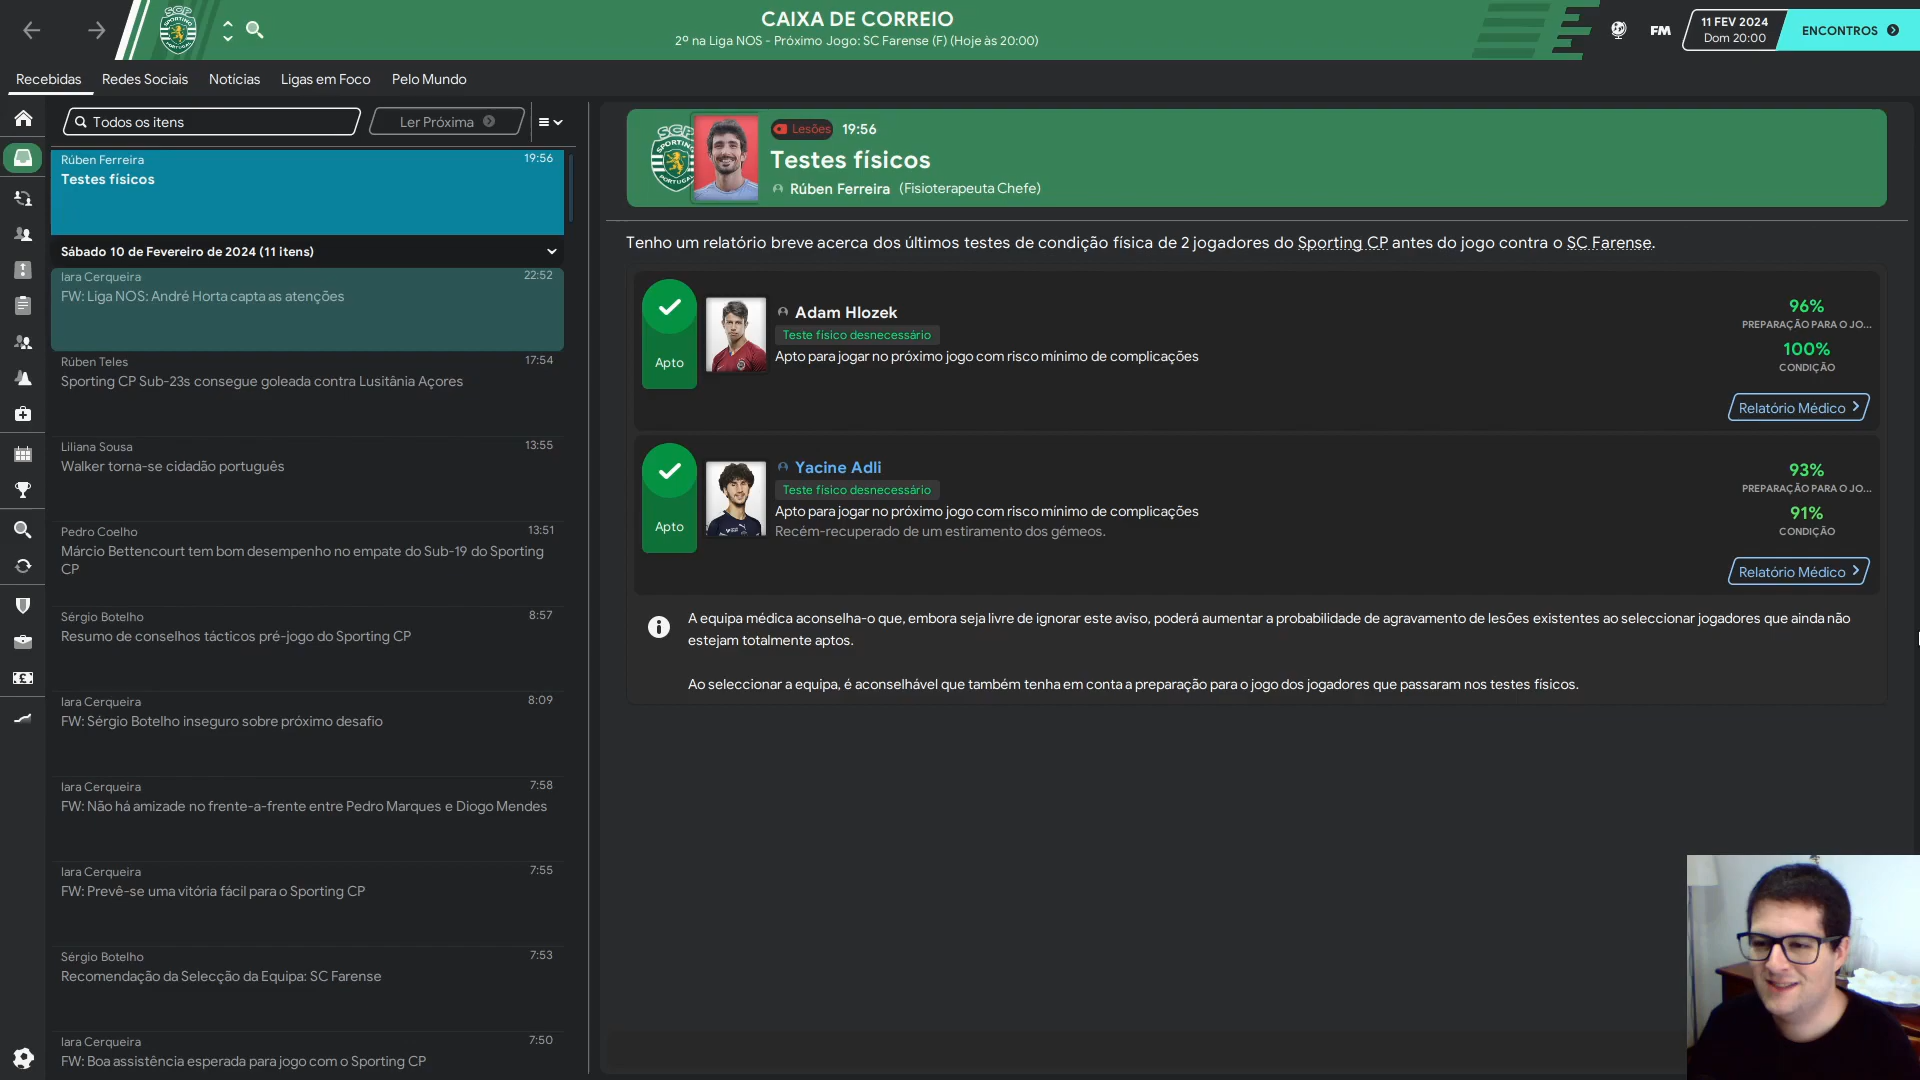 CAIXA DE CORREIO
2º na Liga NOS - Próximo Jogo: SC Farense (F) (Hoje às 20:00)
FM
11 FEV 2024
Dom 20:00
ENCONTROS
Recebidas
Redes Sociais
Notícias
Ligas em Foco
Pelo Mundo
Todos os itens
Ler Próxima
Rúben Ferreira
19:56
Testes físicos
Sábado 10 de Fevereiro de 2024 (11 itens)
Iara Cerqueira
22:52
FW: Liga NOS: André Horta capta as atenções
Rúben Teles
17:54
Sporting CP Sub-23s consegue goleada contra Lusitânia Açores
Liliana Sousa
13:55
Walker torna-se cidadão português
Pedro Coelho
13:51
Márcio Bettencourt tem bom desempenho no empate do Sub-19 do Sporting
CP
Sérgio Botelho
8:57
Resumo de conselhos tácticos pré-jogo do Sporting CP
Iara Cerqueira
8:09
FW: Sérgio Botelho inseguro sobre próximo desafio
Iara Cerqueira
7:58
FW: Não há amizade no frente-a-frente entre Pedro Marques e Diogo Mendes
Iara Cerqueira
7:55
FW: Prevê-se uma vitória fácil para o Sporting CP
Sérgio Botelho
7:53
Recomendação da Selecção da Equipa: SC Farense
Iara Cerqueira
7:50
FW: Boa assistência esperada para jogo com o Sporting CP
SCP
SPORTING
PORTUGAL
Lesões
19:56
Testes físicos
Rúben Ferreira (Fisioterapeuta Chefe)
Tenho um relatório breve acerca dos últimos testes de condição física de 2 jogadores do Sporting CP antes do jogo contra o SC Farense.
Apto
Adam Hlozek
Teste físico desnecessário
Apto para jogar no próximo jogo com risco mínimo de complicações
96%
PREPARAÇÃO PARA O JO...
100%
CONDIÇÃO
Relatório Médico
Apto
Yacine Adli
Teste físico desnecessário
Apto para jogar no próximo jogo com risco mínimo de complicações
Recém-recuperado de um estiramento dos gémeos.
93%
PREPARAÇÃO PARA O JO...
91%
CONDIÇÃO
Relatório Médico
A equipa médica aconselha-o que, embora seja livre de ignorar este aviso, poderá aumentar a probabilidade de agravamento de lesões existentes ao seleccionar jogadores que ainda não
estejam totalmente aptos.
Ao seleccionar a equipa, é aconselhável que também tenha em conta a preparação para o jogo dos jogadores que passaram nos testes físicos.